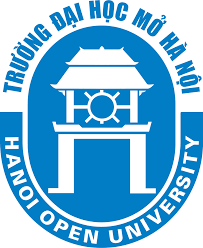 TRƯỜNG ĐẠI HỌC MỞ HÀ NỘI
HANOI OPEN UNIVERSITY